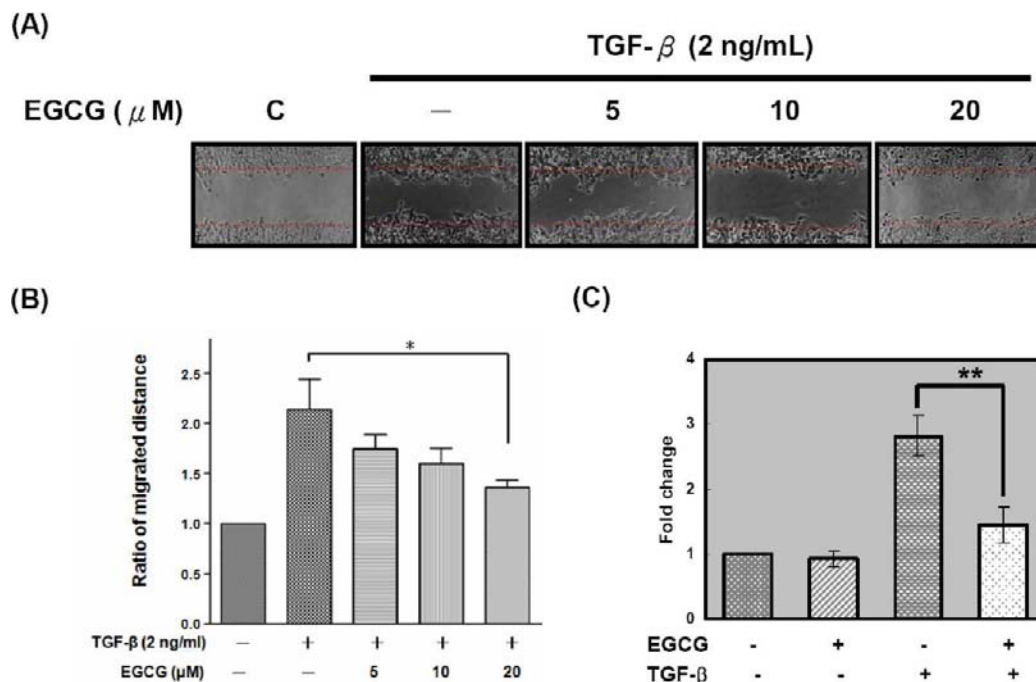 (A)
TGF-β (2 ng/mL)
EGCG (μM) C — 5 10 20
(B)
*
Ratio of migrated distance
2.5
2.0
1.5
1.0
0.5
0.0
TGF-β (2 ng/ml) — + + + +
EGCG (μM) — — 5 10 20
(C)
**
Fold change
4
3
2
1
0
EGCG - + - +
TGF-β - - + +